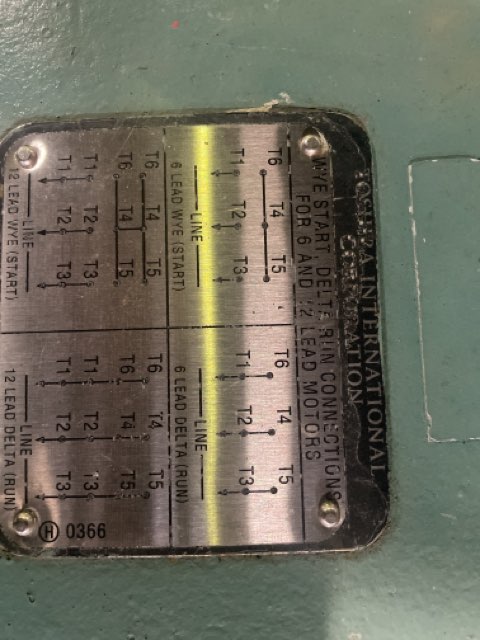 TOSHIBA INTERNATIONAL
CORPORATION
WYE START, DELTA RUN CONNECTIONS
FOR 6 AND 12 LEAD MOTORS
T6 T4 T5
T1 T2 T3
LINE
6 LEAD WYE (START)
T6 T4 T5
T1 T2 T3
LINE
6 LEAD DELTA (RUN)
T6 T4 T5
T6 T4 T5
T1 T2 T3
T1 T2 T3
LINE
12 LEAD WYE (START)
T6 T4 T5
T6 T4 T5
T1 T2 T3
T1 T2 T3
LINE
12 LEAD DELTA (RUN)
H 0366